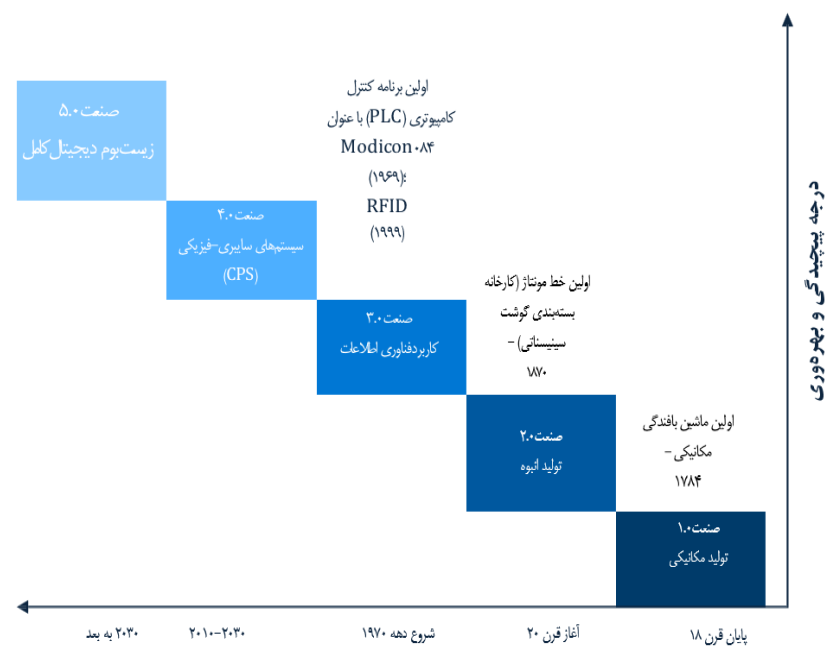 صنعت ۵.۰
زیست‌بوم دیجیتال کامل
اولین برنامه کنترل
کامپیوتری (PLC) با عنوان
Modicon ۰۸۴
(۱۹۶۹)؛
RFID
(۱۹۹۹)
صنعت ۴.۰
سیستم‌های سایبری-فیزیکی
(CPS)
اولین خط مونتاژ (کارخانه
بسته‌بندی گوشت
سینیسناتی) -
۱۸۷۰
صنعت ۳.۰
کاربردفناوری اطلاعات
اولین ماشین بافندگی
مکانیکی -
۱۷۸۴
صنعت ۲.۰
تولید انبوه
صنعت ۱.۰
تولید مکانیکی
درجه پیچیدگی و بهره‌وری
پایان قرن ۱۸
آغاز قرن ۲۰
شروع دهه ۱۹۷۰
۲۰۱۰-۲۰۳۰
۲۰۳۰ به بعد